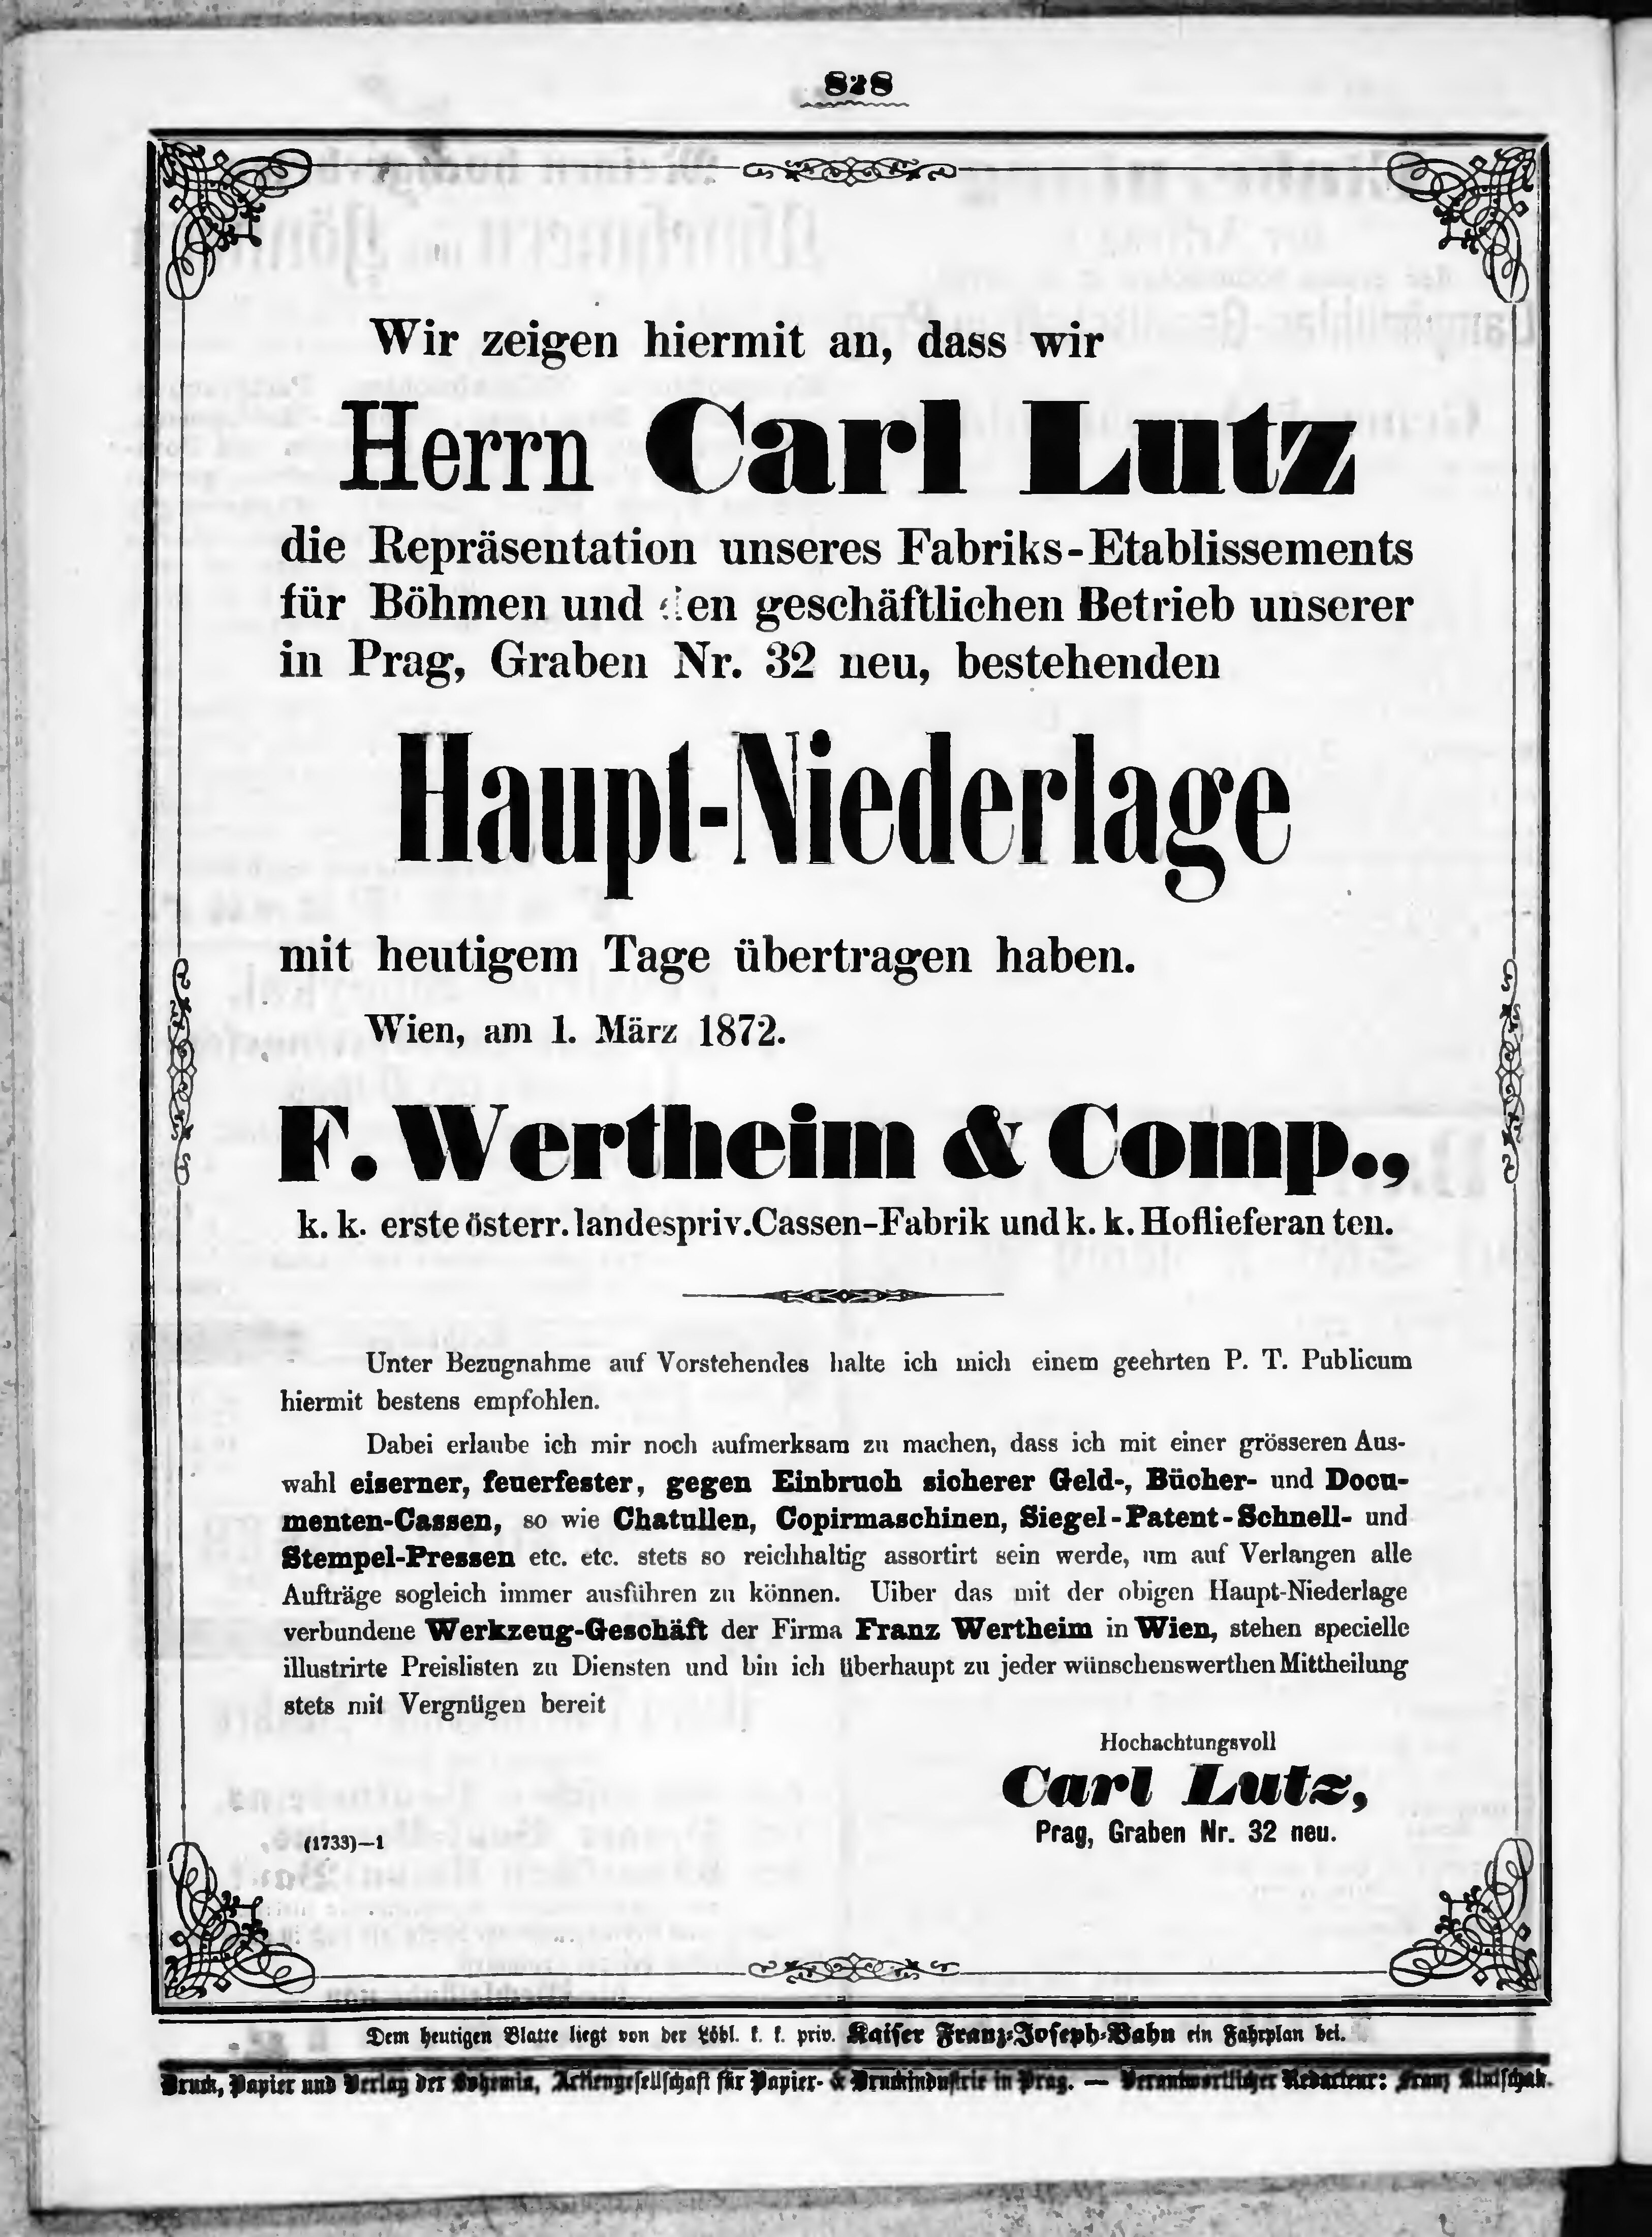 828
Wir zeigen hiermit an, dass wir
Herrn Carl Lutz
die Repräsentation unseres Fabriks-Etablissements
für Böhmen und den geschäftlichen Betrieb unserer
in Prag, Graben Nr. 32 neu, bestehenden
Haupt-Niederlage
mit heutigem Tage übertragen haben.
Wien, am 1. März 1872.
F. Wertheim & Comp.,
k. k. erste österr. landespriv. Cassen-Fabrik und k. k. Hoflieferanten.
Unter Bezugnahme auf Vorstehendes halte ich mich einem geehrten P. T. Publicum
hiermit bestens empfohlen.
Dabei erlaube ich mir noch aufmerksam zu machen, dass ich mit einer grösseren Aus-
wahl eiserner, feuerfester, gegen Einbruch sicherer Geld-, Bücher- und Docu-
menten-Cassen, so wie Chatullen, Copirmaschinen, Siegel-Patent-Schnell- und
Stempel-Pressen etc. etc. stets so reichhaltig assortirt sein werde, um auf Verlangen alle
Aufträge sogleich immer ausführen zu können. Uiber das mit der obigen Haupt-Niederlage
verbundene Werkzeug-Geschäft der Firma Franz Wertheim in Wien, stehen specielle
illustrirte Preislisten zu Diensten und bin ich überhaupt zu jeder wünschenswerthen Mittheilung
stets mit Vergnügen bereit
Hochachtungsvoll
Carl Lutz,
Prag, Graben Nr. 32 neu.
(1733)—1
Dem heutigen Blatte liegt von der Löbl. k. k. priv. Kaiser Franz-Joseph-Bahn ein Fahrplan bei.
Druck, Papier und Verlag der Bohemia, Actiengesellschaft für Papier- & Druckindustrie in Prag. — Verantwortlicher Redacteur: Franz Klutschak.